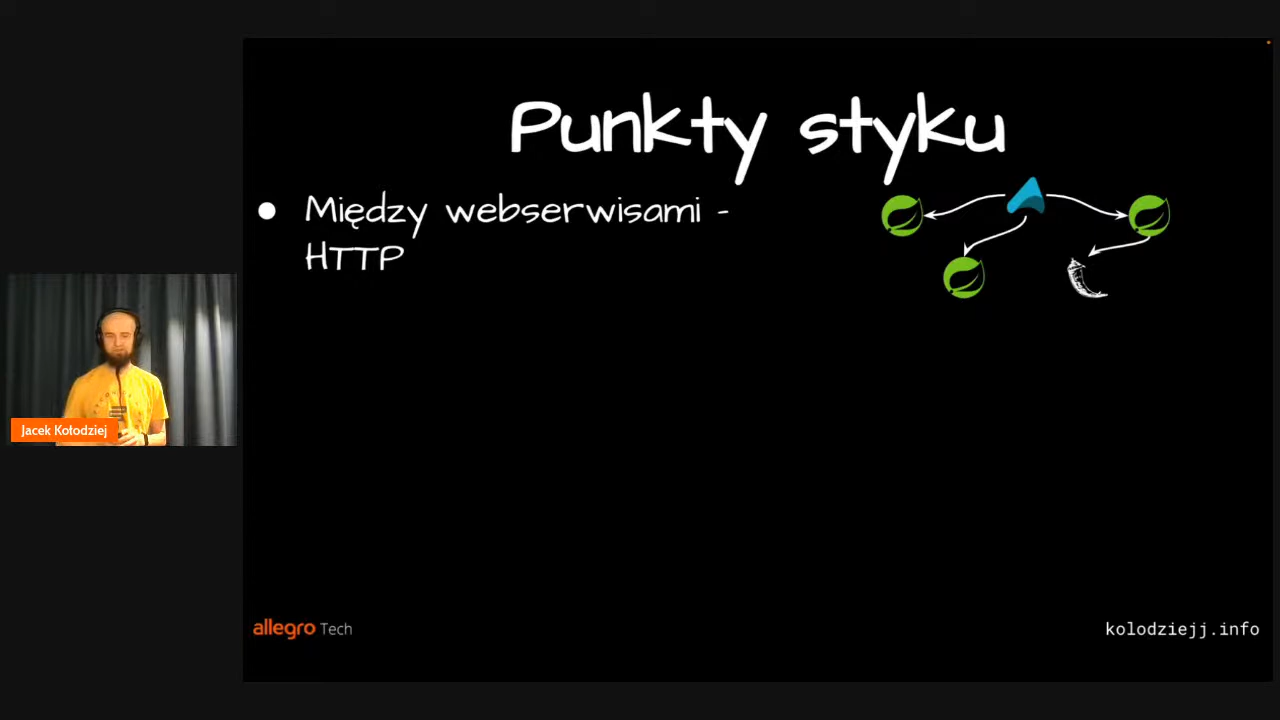 Punkty styku
● Między webserwisami -
HTTP
Jacek Kołodziej
allegro Tech
kolodziejj.info